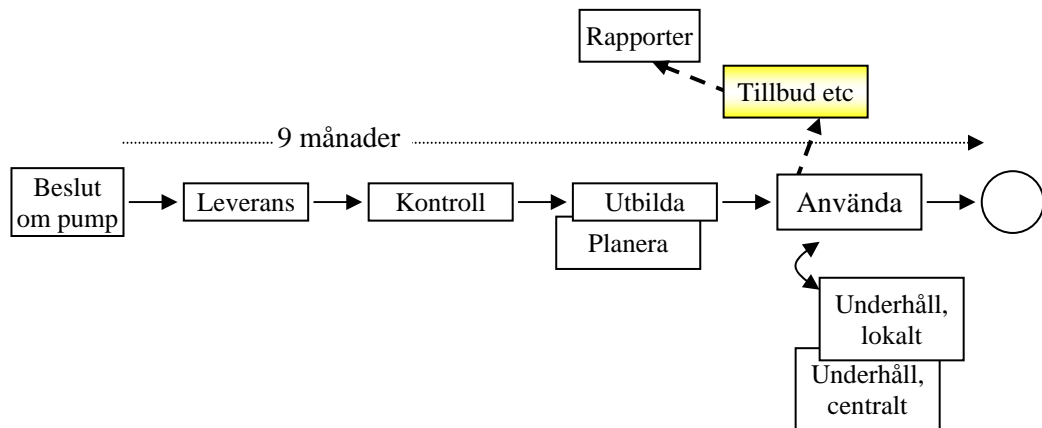 Rapporter
Tillbud etc
9 månader
Beslut
om pump
Leverans
Kontroll
Utbilda
Planera
Använda
Underhåll,
lokalt
Underhåll,
centralt